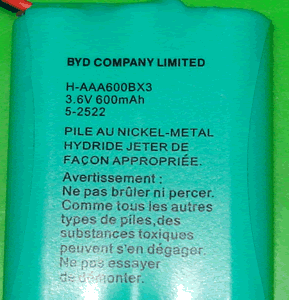 BYD COMPANY LIMITED
H-AAA600BX3
3.6V 600mAh
5-2522
PILE AU NICKEL-METAL
HYDRIDE JETER DE
FAÇON APPROPRIÉE.
Avertissement :
Ne pas brûler ni percer.
Comme tous les autres
types de piles,des
substances toxiques
peuvent s'en dégager.
Ne pas essayer
de démonter.